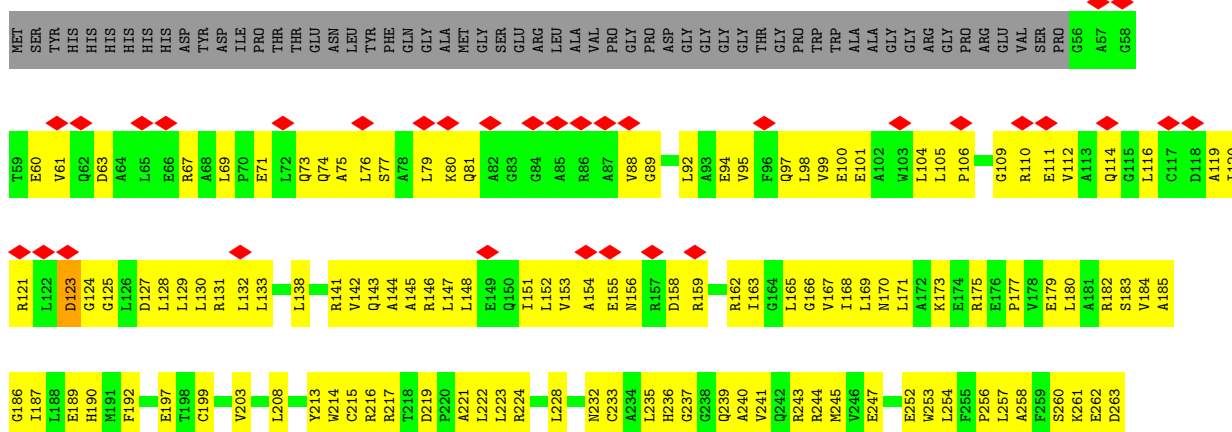 MET SER TYR HIS HIS HIS HIS HIS HIS ASP TYR ASP ILE PRO THR THR GLU ASN LEU TYR PHE GLN GLY ALA MET GLY SER GLU ARG LEU ALA VAL PRO GLY PRO ASP GLY GLY GLY GLY GLY THR GLY PRO TRP TRP ALA ALA GLY GLY ARG GLY PRO ARG GLU VAL SER PRO G56 A57 G58
T59 E60 V61 Q62 D63 A64 L65 E66 R67 A68 L69 P70 E71 L72 Q73 Q74 A75 L76 S77 A78 L79 K80 Q81 A82 G83 G84 A85 R86 A87 V88 G89 L92 A93 E94 V95 F96 Q97 L98 V99 E100 E101 A102 W103 L104 L105 P106 G109 R110 E111 V112 A113 Q114 G115 L116 C117 D118 A119 I120
R121 L122 D123 G124 G125 L126 D127 L128 L129 L130 R131 L132 L133 L138 R141 V142 Q143 A144 A145 R146 L147 L148 E149 Q150 I151 L152 V153 A154 E155 N156 R157 D158 R159 R162 I163 G164 L165 G166 V167 I168 L169 N170 L171 A172 K173 E174 R175 E176 P177 V178 E179 L180 A181 R182 S183 V184 A185
G186 I187 L188 E189 H190 M191 F192 E197 T198 C199 V203 L208 Y213 W214 C215 R216 R217 T218 D219 P220 A221 L222 L223 R224 L228 N232 C233 A234 L235 H236 G237 G238 Q239 A240 V241 Q242 R243 R244 M245 V246 E247 E252 W253 L254 F255 P256 L257 A258 F259 S260 K261 E262 D263